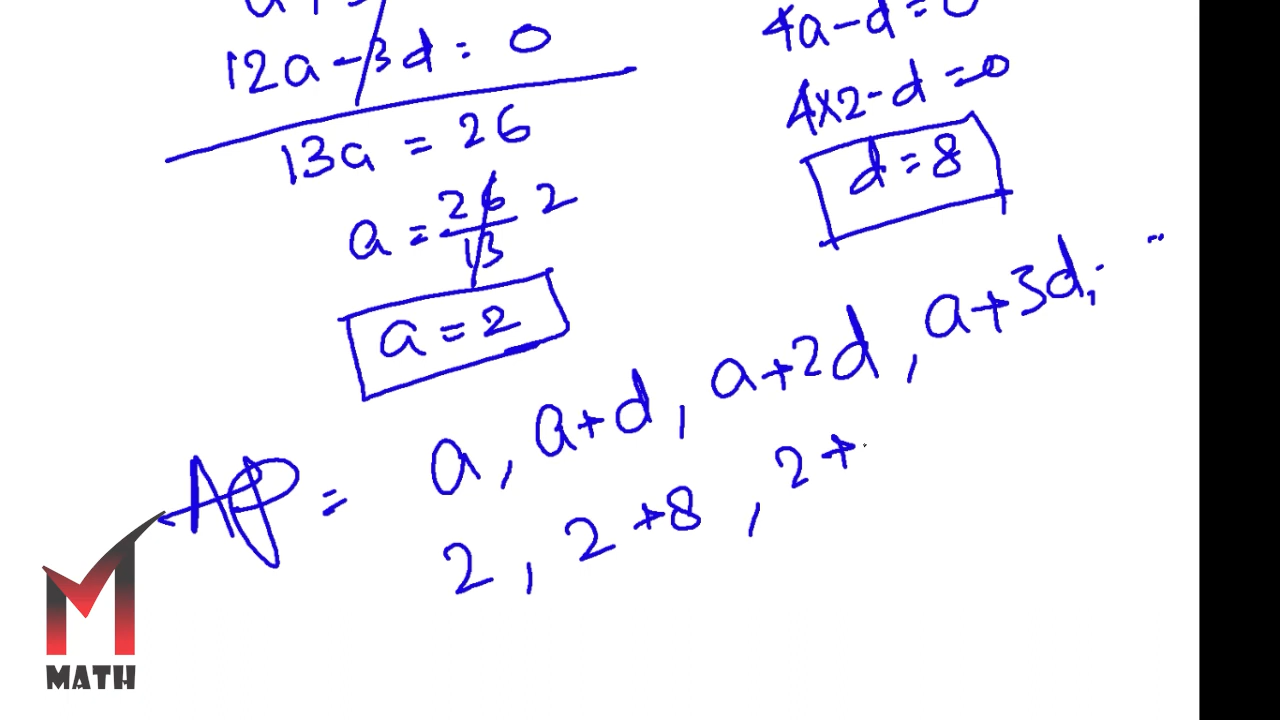 12a - 3d = 0
13a = 26
a = 26/13 2
a = 2
4a - d = 0
4x2 - d = 0
d = 8
AP = a, a+d, a+2d, a+3d, ..
2, 2+8, 2+
MATH